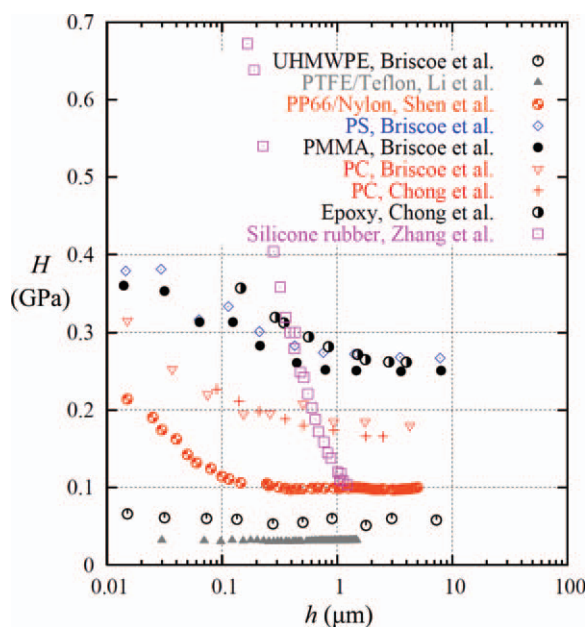 0.7
UHMWPE, Briscoe et al.
PTFE/Teflon, Li et al.
0.6
PP66/Nylon, Shen et al.
PS, Briscoe et al.
PMMA, Briscoe et al.
0.5
PC, Briscoe et al.
PC, Chong et al.
Epoxy, Chong et al.
Silicone rubber, Zhang et al.
0.4
H
(GPa)
0.3
0.2
0.1
0
0.01 0.1 1 10 100
h (μm)